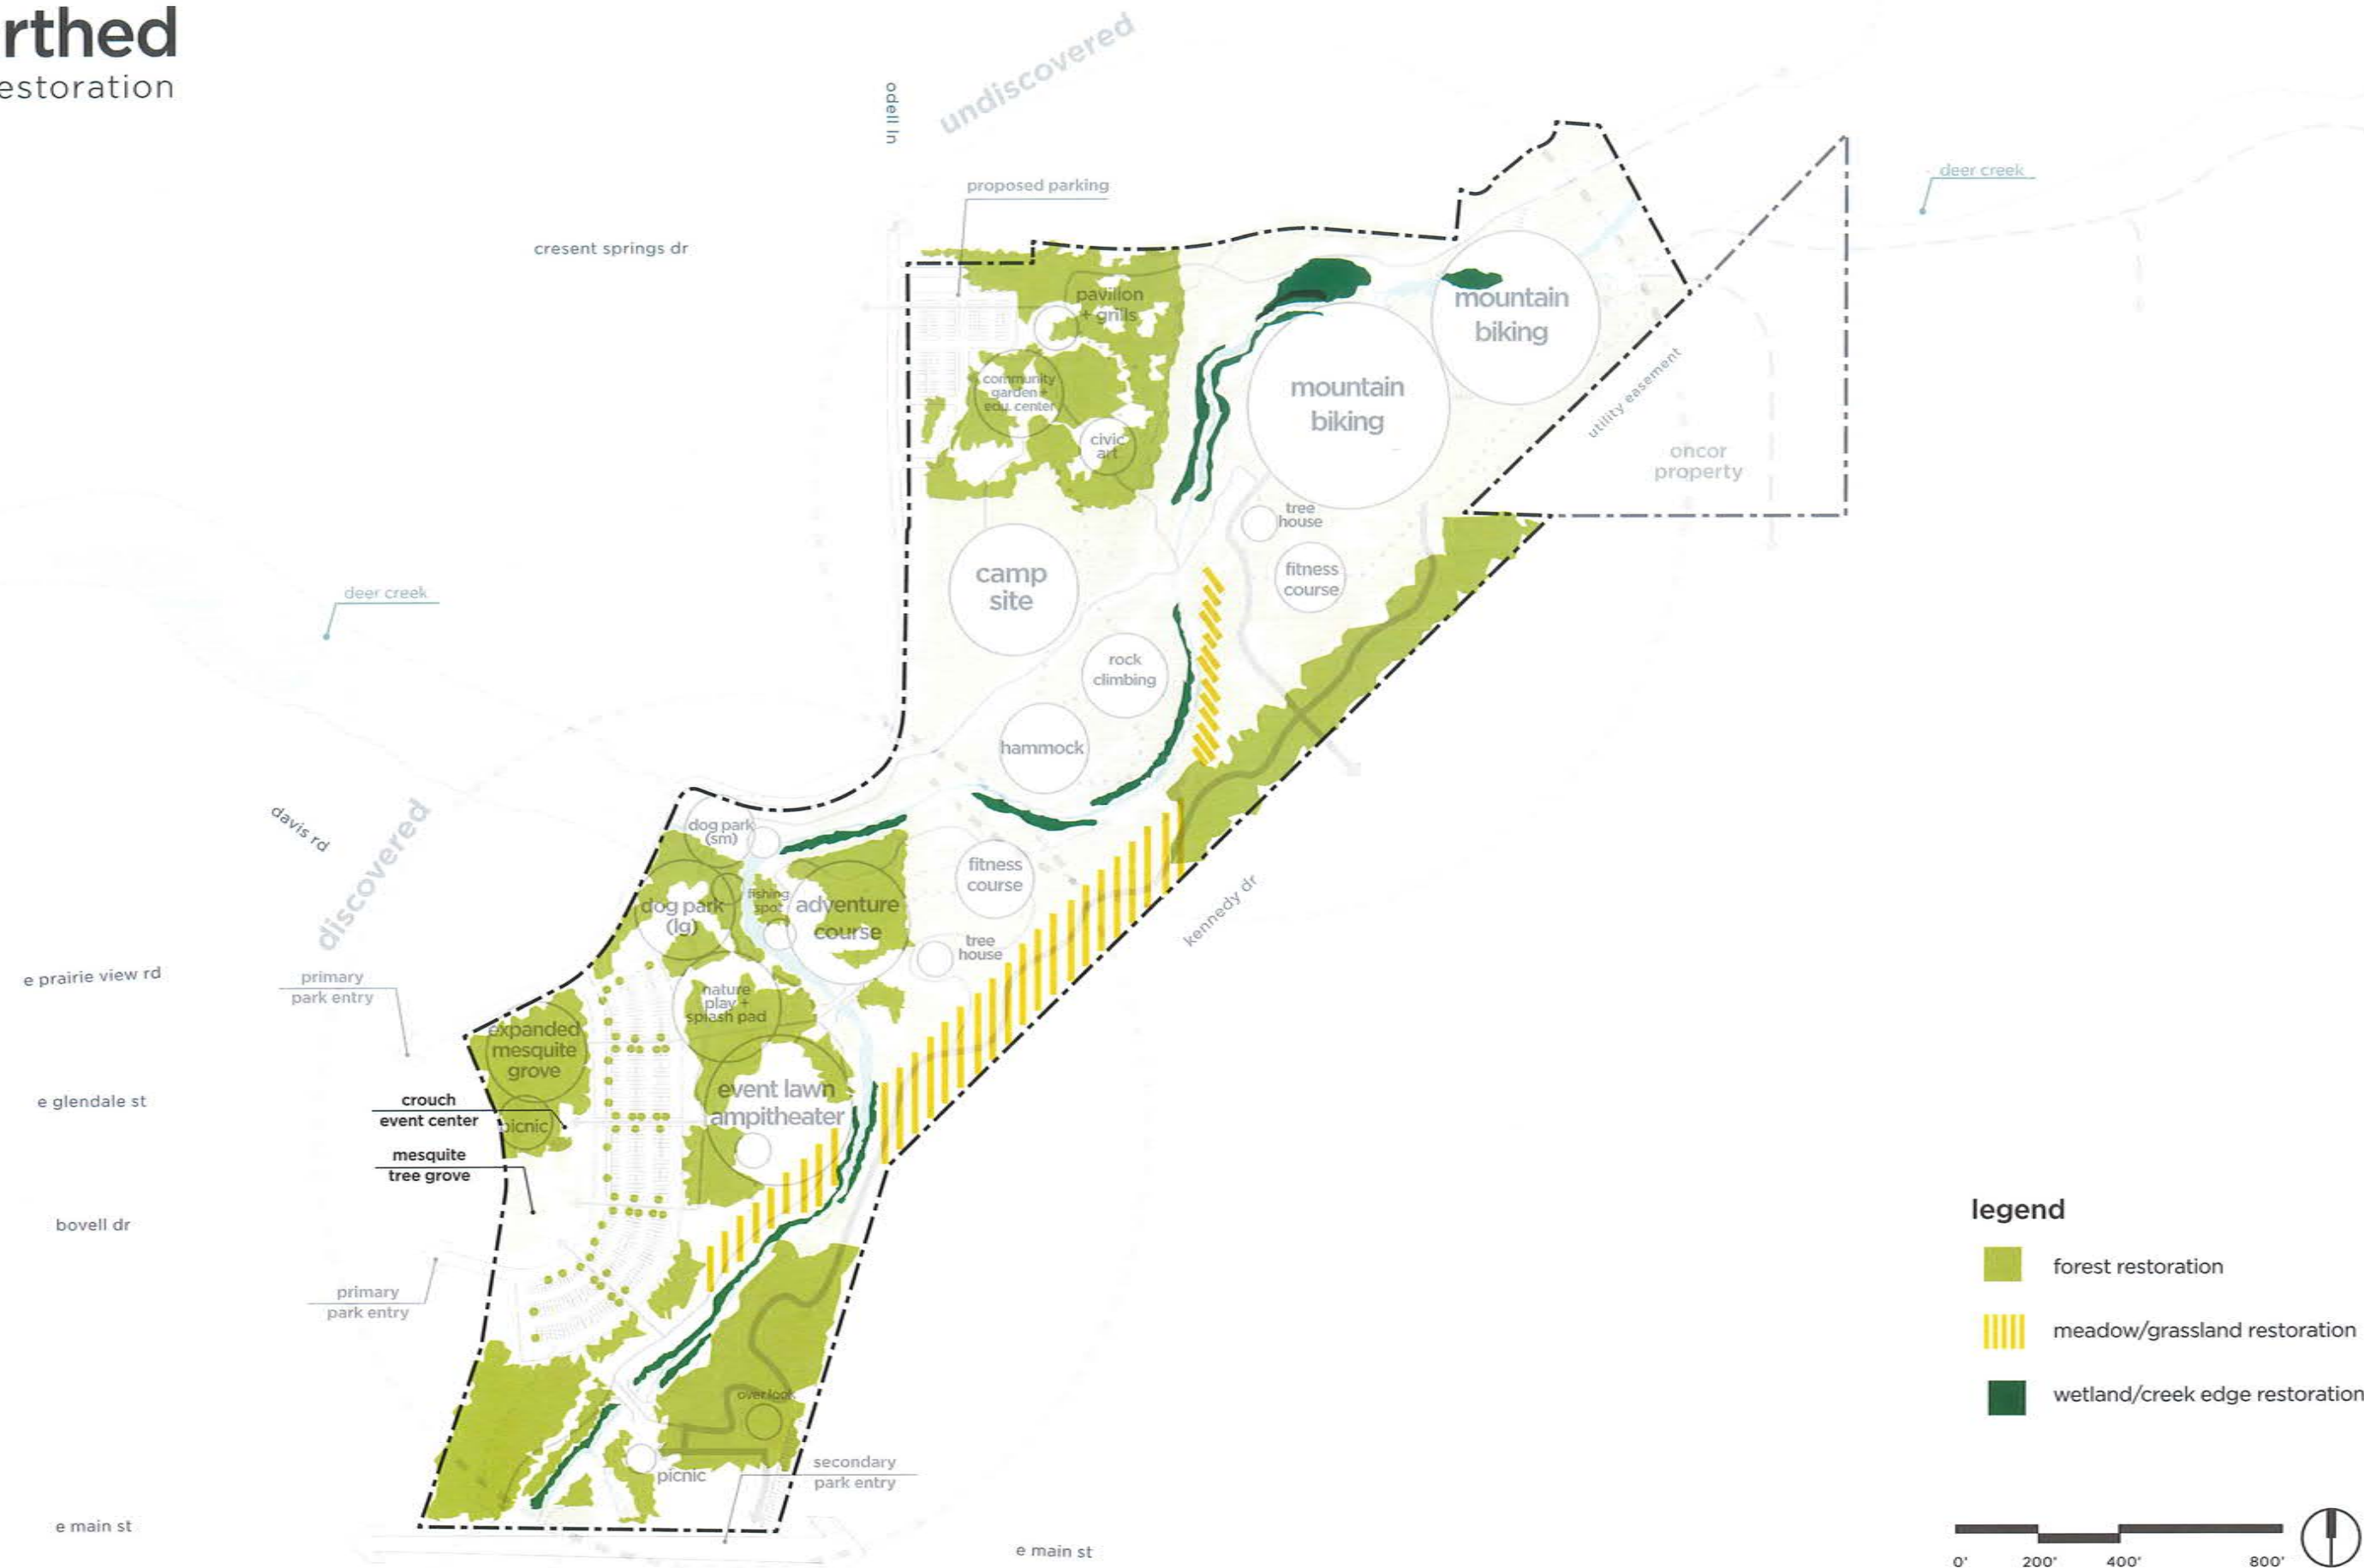 rthed
estoration
undiscovered
odell ln
proposed parking
deer creek
cresent springs dr
pavilion
+ grills
mountain
biking
community
garden +
edu. center
mountain
biking
civic
art
utility easement
oncor
property
tree
house
camp
site
fitness
course
deer creek
rock
climbing
hammock
davis rd
discovered
dog park
(sm)
fitness
course
kennedy dr
fishing
spot
adventure
course
dog park
(lg)
tree
house
e prairie view rd
primary
park entry
nature
play +
splash pad
expanded
mesquite
grove
e glendale st
crouch
event center
picnic
event lawn
ampitheater
mesquite
tree grove
bovell dr
primary
park entry
legend
forest restoration
meadow/grassland restoration
wetland/creek edge restoration
overlook
picnic
secondary
park entry
e main st
e main st
0' 200' 400' 800'